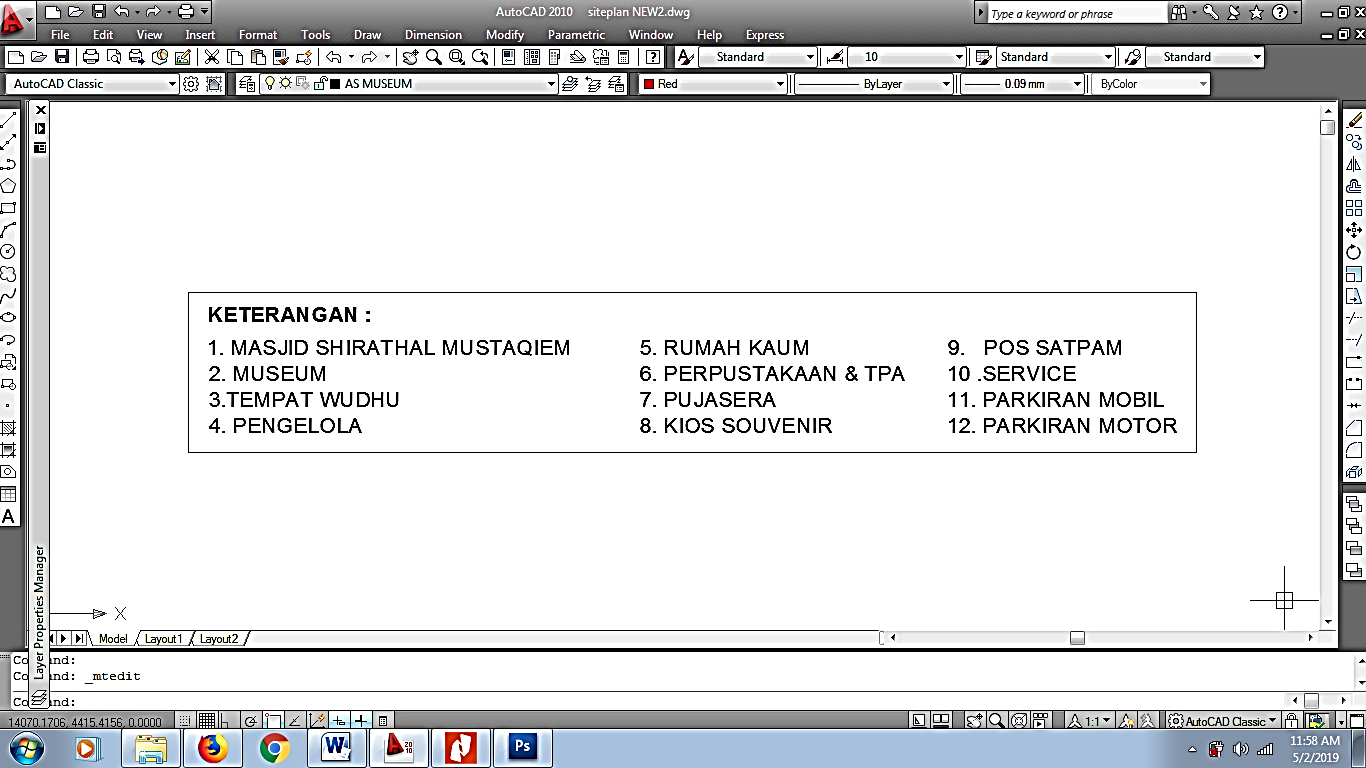 AutoCAD 2010 siteplan NEW2.dwg
Type a keyword or phrase
File Edit View Insert Format Tools Draw Dimension Modify Parametric Window Help Express
Standard 10 Standard Standard
AutoCAD Classic AS MUSEUM Red ByLayer 0.09 mm ByColor
KETERANGAN :
1. MASJID SHIRATHAL MUSTAQIEM
2. MUSEUM
3.TEMPAT WUDHU
4. PENGELOLA
5. RUMAH KAUM
6. PERPUSTAKAAN & TPA
7. PUJASERA
8. KIOS SOUVENIR
9. POS SATPAM
10 .SERVICE
11. PARKIRAN MOBIL
12. PARKIRAN MOTOR
Layer Properties Manager
X
Model Layout1 Layout2
Command:
Command: _mtedit
Command:
14070.1706, 4415.4156, 0.0000 1:1 AutoCAD Classic
11:58 AM
5/2/2019